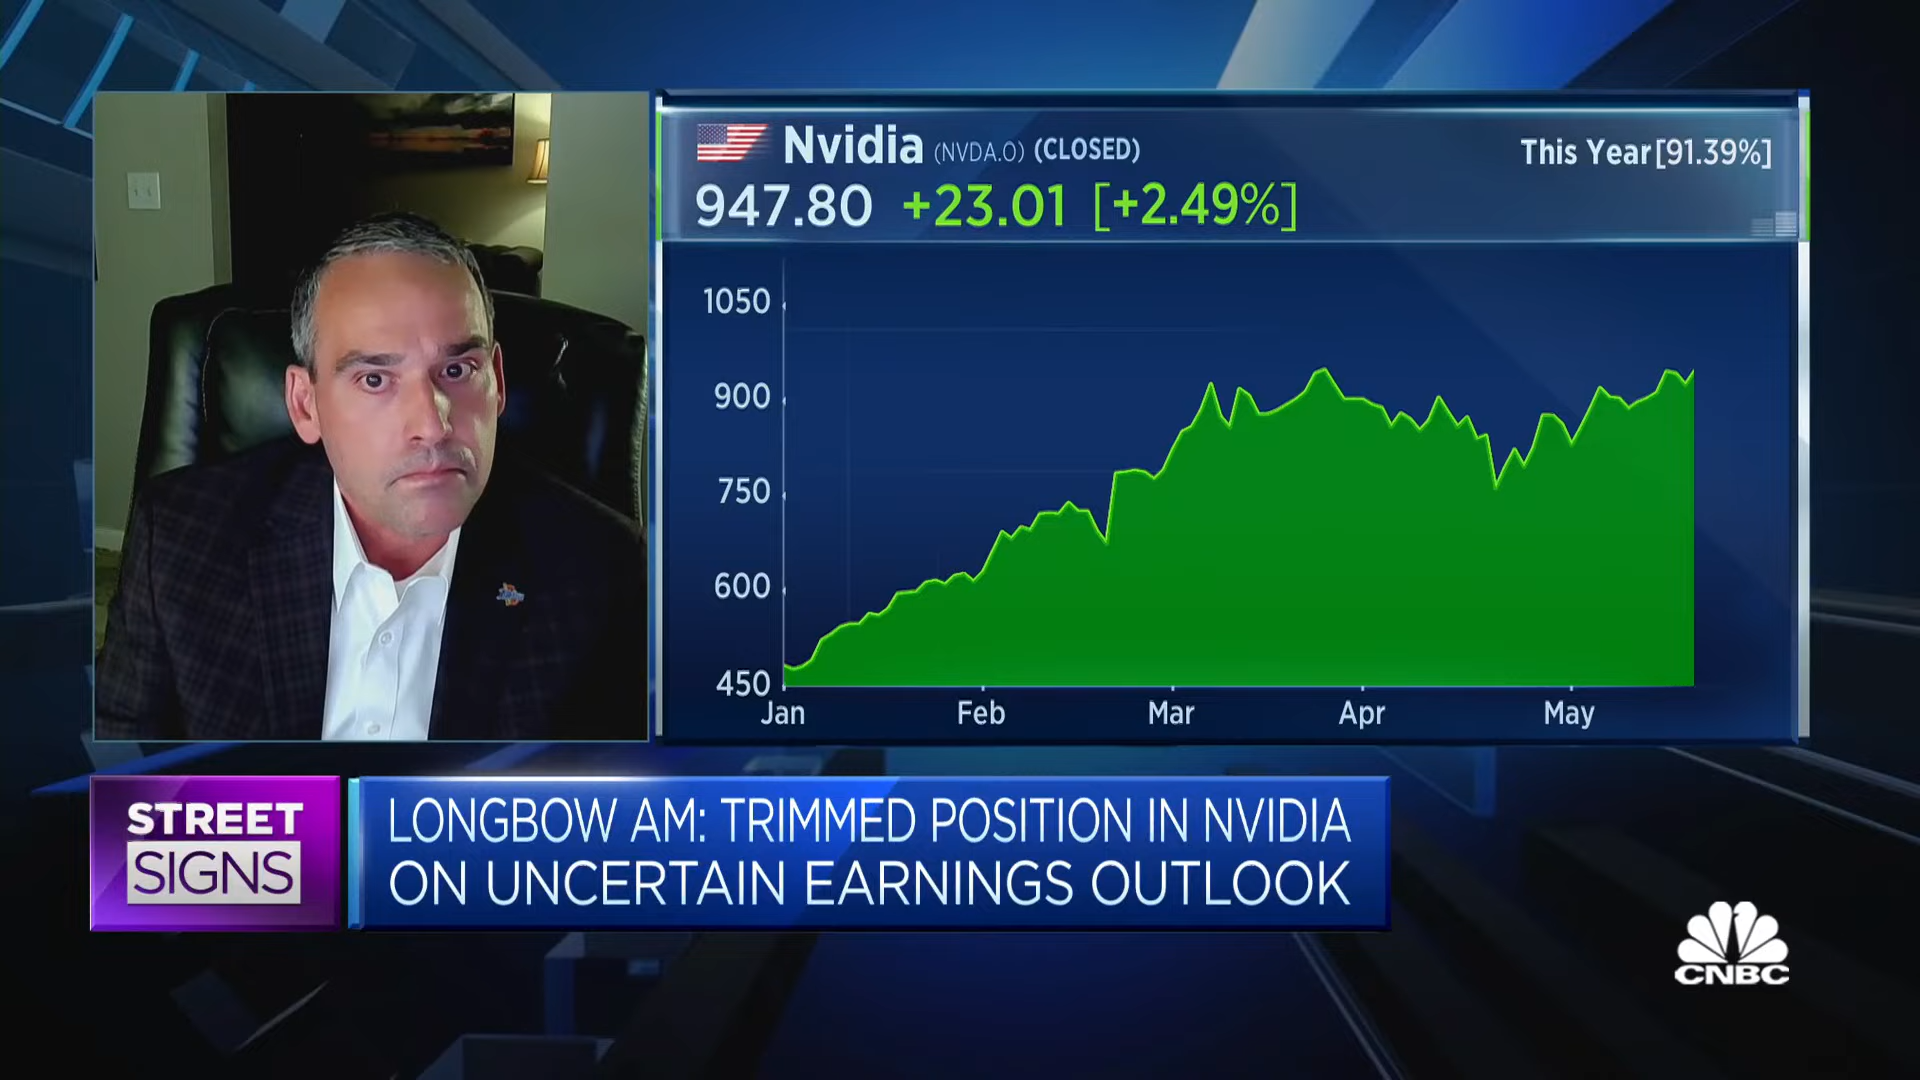 Nvidia (NVDA.O) (CLOSED)
This Year[91.39%]
947.80 +23.01 [+2.49%]
1050
900
750
600
450
Jan Feb Mar Apr May
STREET
SIGNS
LONGBOW AM: TRIMMED POSITION IN NVIDIA
ON UNCERTAIN EARNINGS OUTLOOK
CNBC